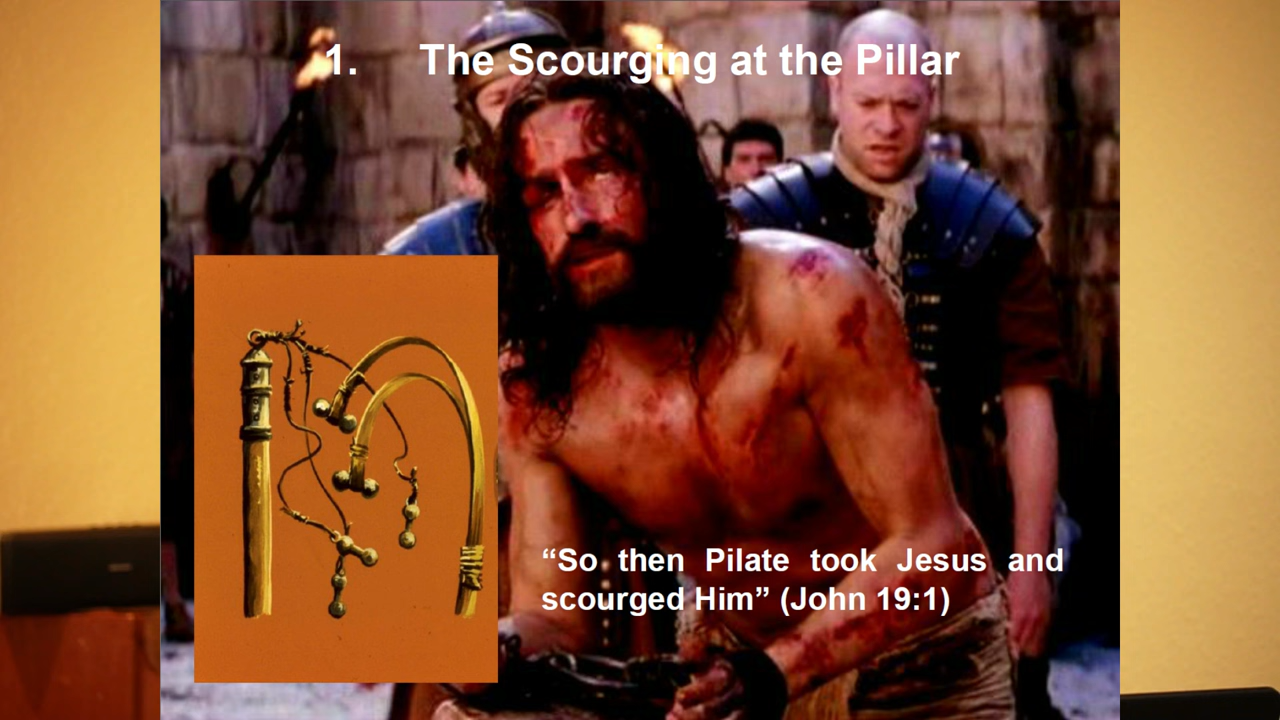 1. The Scourging at the Pillar
“So then Pilate took Jesus and
scourged Him” (John 19:1)